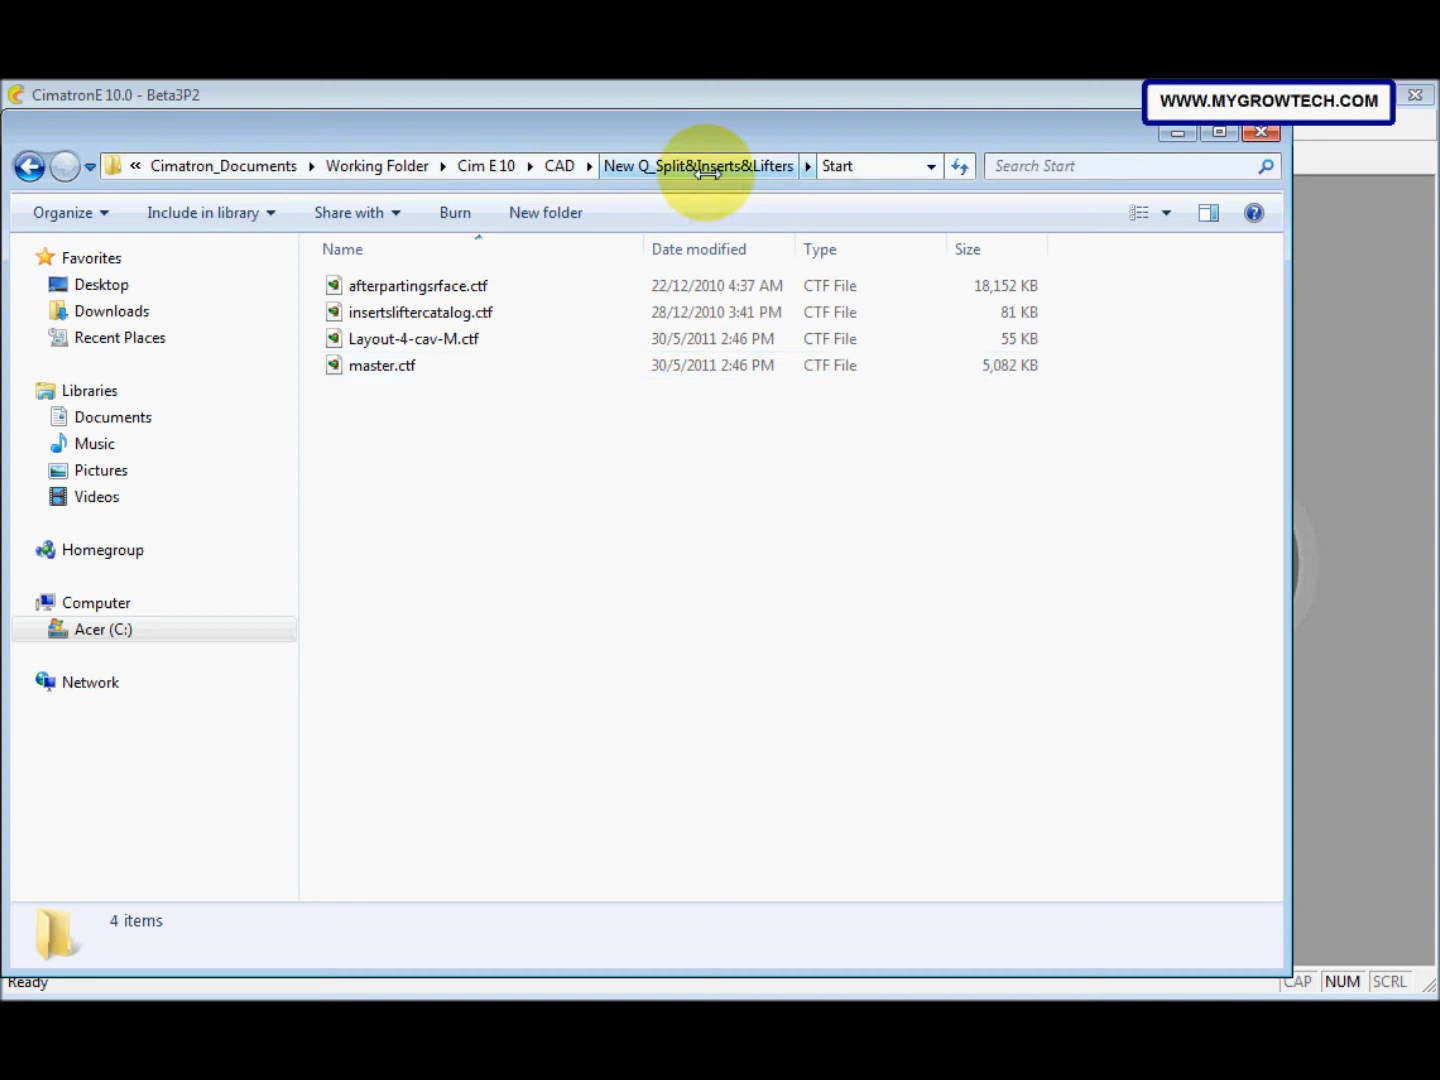 CimatronE 10.0 - Beta3P2
WWW.MYGROWTECH.COM
« Cimatron_Documents Working Folder Cim E10 CAD New Q_Split&Inserts&Lifters Start Search Start
Organize Include in library Share with Burn New folder
Name Date modified Type Size
Favorites
Desktop
Downloads
Recent Places
Libraries
Documents
Music
Pictures
Videos
Homegroup
Computer
Acer (C:)
Network
afterpartingsrface.ctf 22/12/2010 4:37 AM CTF File 18,152 KB
insertsliftercatalog.ctf 28/12/2010 3:41 PM CTF File 81 KB
Layout-4-cav-M.ctf 30/5/2011 2:46 PM CTF File 55 KB
master.ctf 30/5/2011 2:46 PM CTF File 5,082 KB
4 items
Ready CAP NUM SCRL